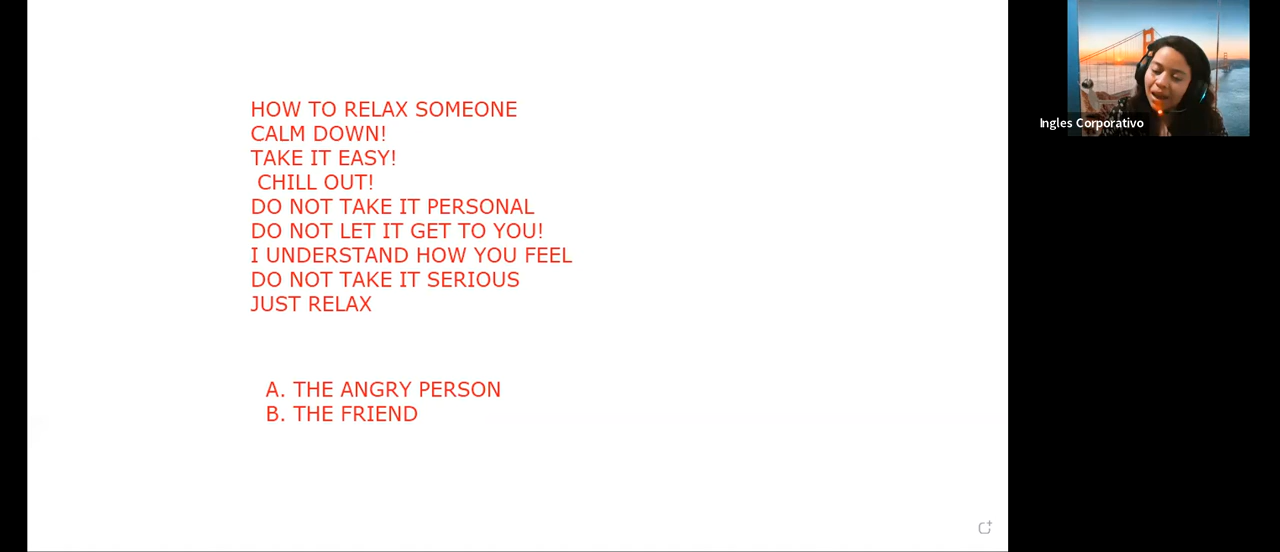 HOW TO RELAX SOMEONE
CALM DOWN!
TAKE IT EASY!
CHILL OUT!
DO NOT TAKE IT PERSONAL
DO NOT LET IT GET TO YOU!
I UNDERSTAND HOW YOU FEEL
DO NOT TAKE IT SERIOUS
JUST RELAX
A. THE ANGRY PERSON
B. THE FRIEND
Ingles Corporativo